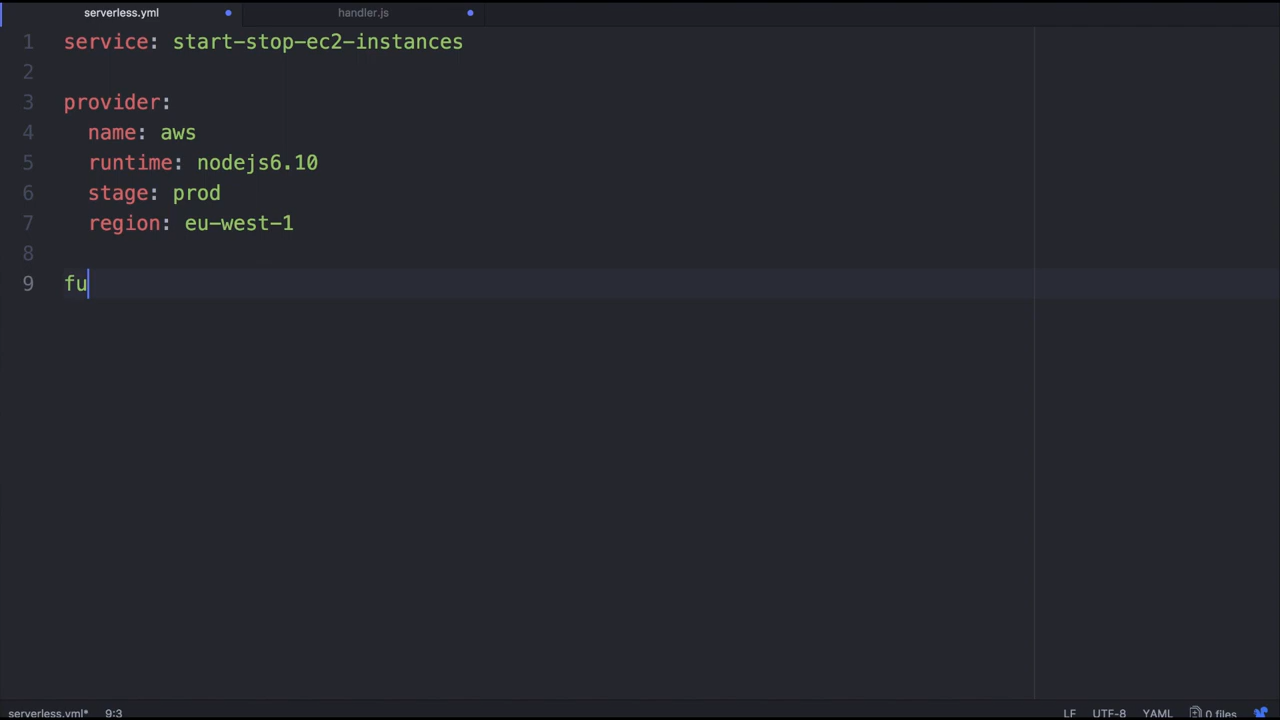 serverless.yml
handler.js
1 service: start-stop-ec2-instances
2
3 provider:
4   name: aws
5   runtime: nodejs6.10
6   stage: prod
7   region: eu-west-1
8
9 fu
serverless.yml* 9:3 LF UTF-8 YAML 0 files